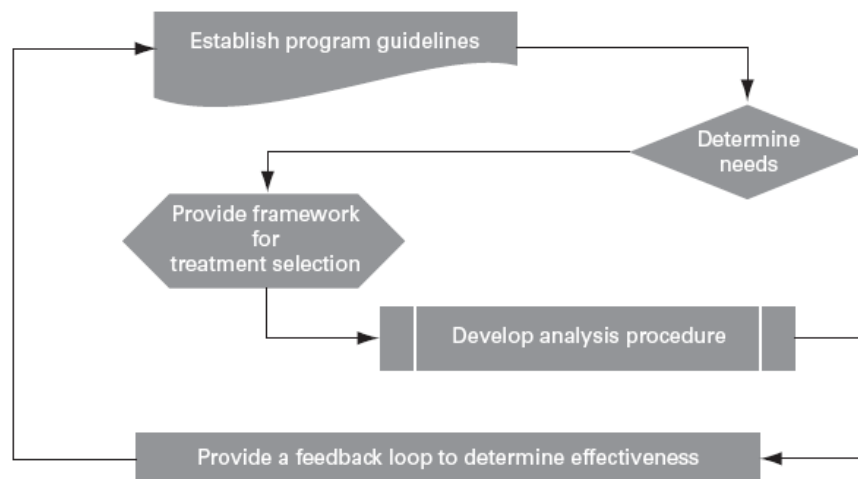 Establish program guidelines
Determine
needs
Provide framework
for
treatment selection
Develop analysis procedure
Provide a feedback loop to determine effectiveness